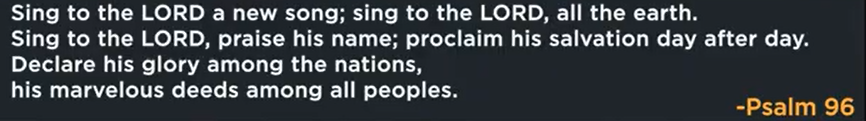 Sing to the LORD a new song; sing to the LORD, all the earth.
Sing to the LORD, praise his name; proclaim his salvation day after day.
Declare his glory among the nations,
his marvelous deeds among all peoples.
-Psalm 96